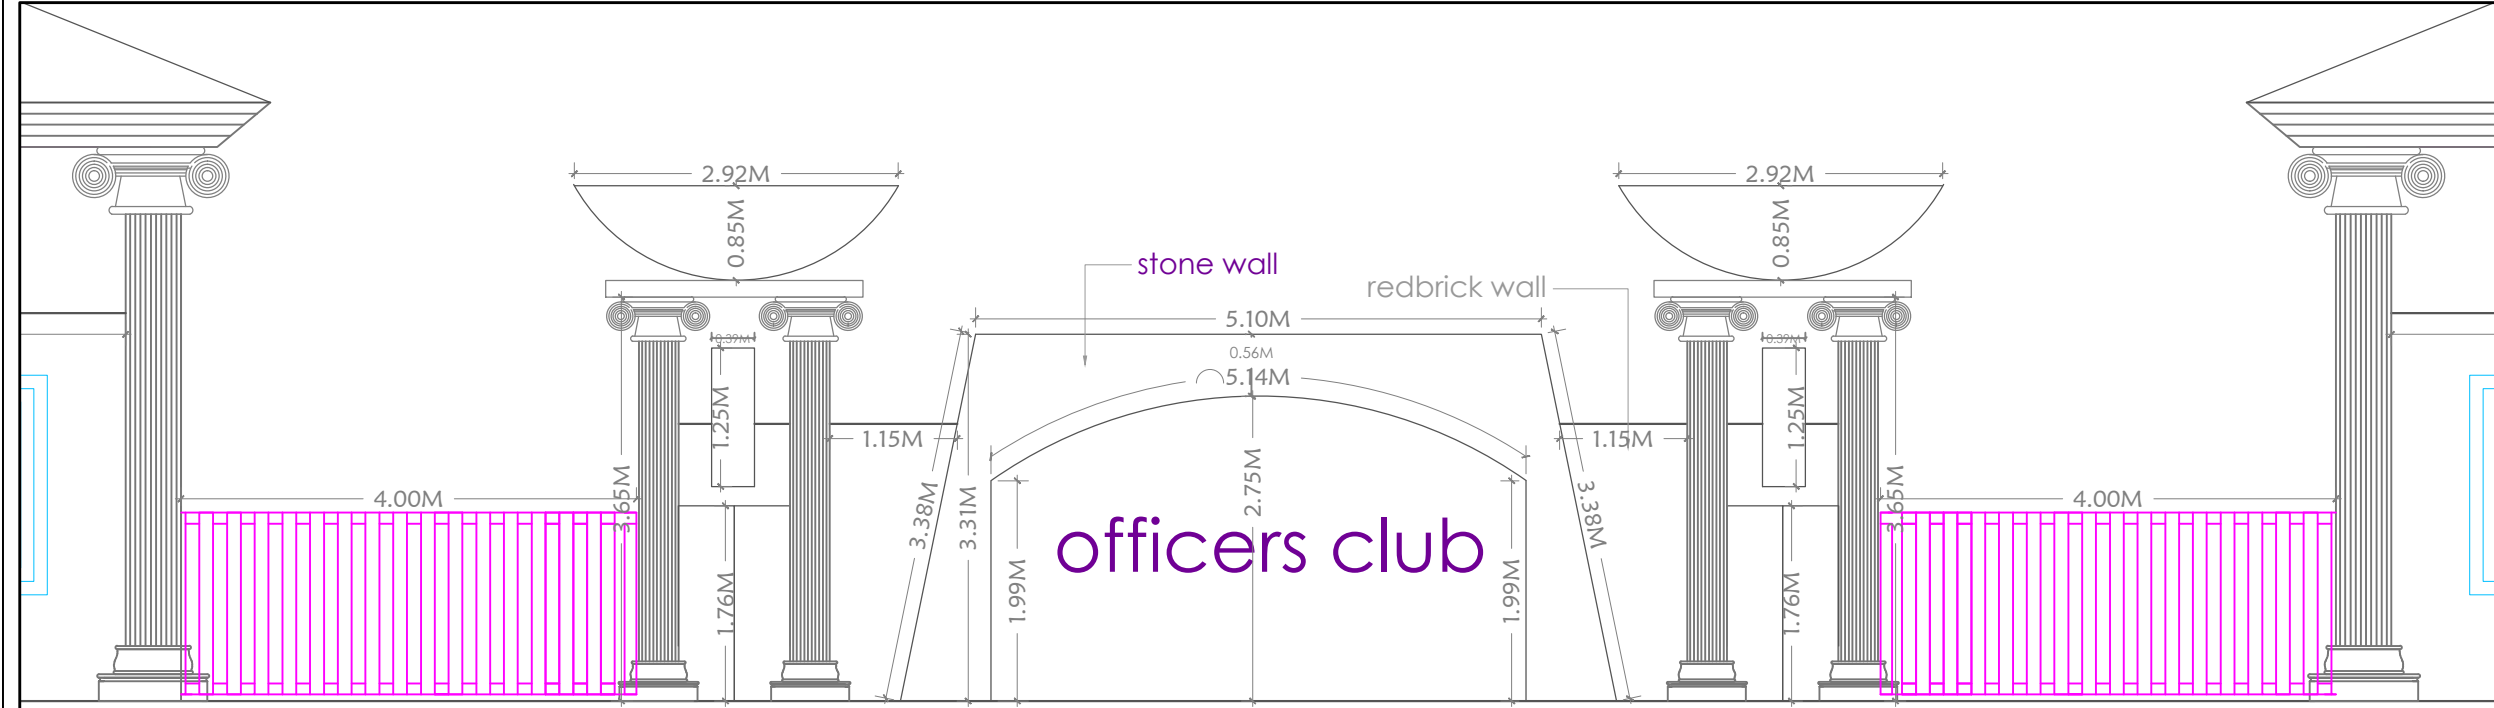 2.92M
2.92M
0.85M
0.85M
stone wall
redbrick wall
5.10M
0.39M
0.39M
0.56M
5.14M
1.25M
1.25M
1.15M
1.15M
4.00M
4.00M
3.65M
3.65M
3.38M
3.31M
2.75M
3.38M
officers club
1.99M
1.99M
1.76M
1.76M